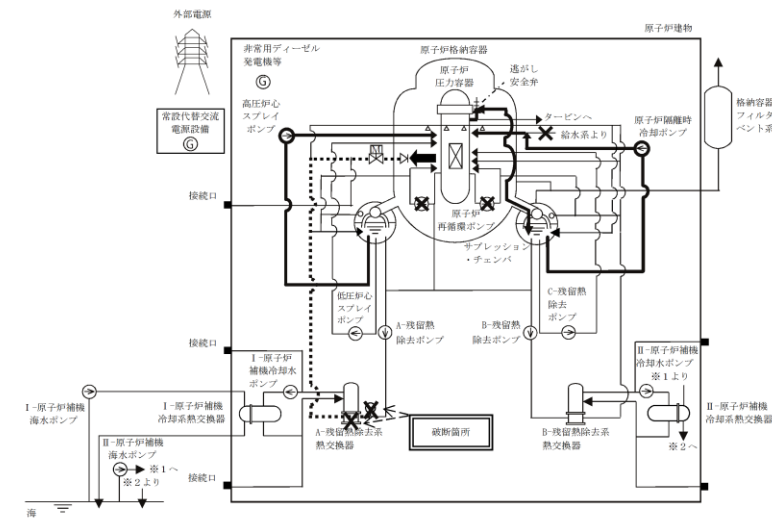 外部電源
原子炉建物
非常用ディーゼル
発電機等
G
原子炉格納容器
原子炉
圧力容器
逃がし
安全弁
高圧炉心
スプレイ
ポンプ
常設代替交流
電源設備
G
タービンへ
給水系より
原子炉隔離時
冷却ポンプ
格納容器
フィルタ
ベント系
接続口
原子炉
再循環ポンプ
サプレッション
・チェンバ
低圧炉心
スプレイ
ポンプ
A-残留熱
除去ポンプ
B-残留熱
除去ポンプ
C-残留熱
除去
ポンプ
接続口
Ⅰ-原子炉
補機冷却水
ポンプ
Ⅱ-原子炉補機
冷却水ポンプ
※1より
Ⅰ-原子炉補機
海水ポンプ
Ⅰ-原子炉補機
冷却系熱交換器
Ⅱ-原子炉補機
冷却系熱交換器
A-残留熱除去系
熱交換器
破断箇所
B-残留熱除去系
熱交換器
※2へ
Ⅱ-原子炉補機
海水ポンプ
※1へ
※2より
接続口
海